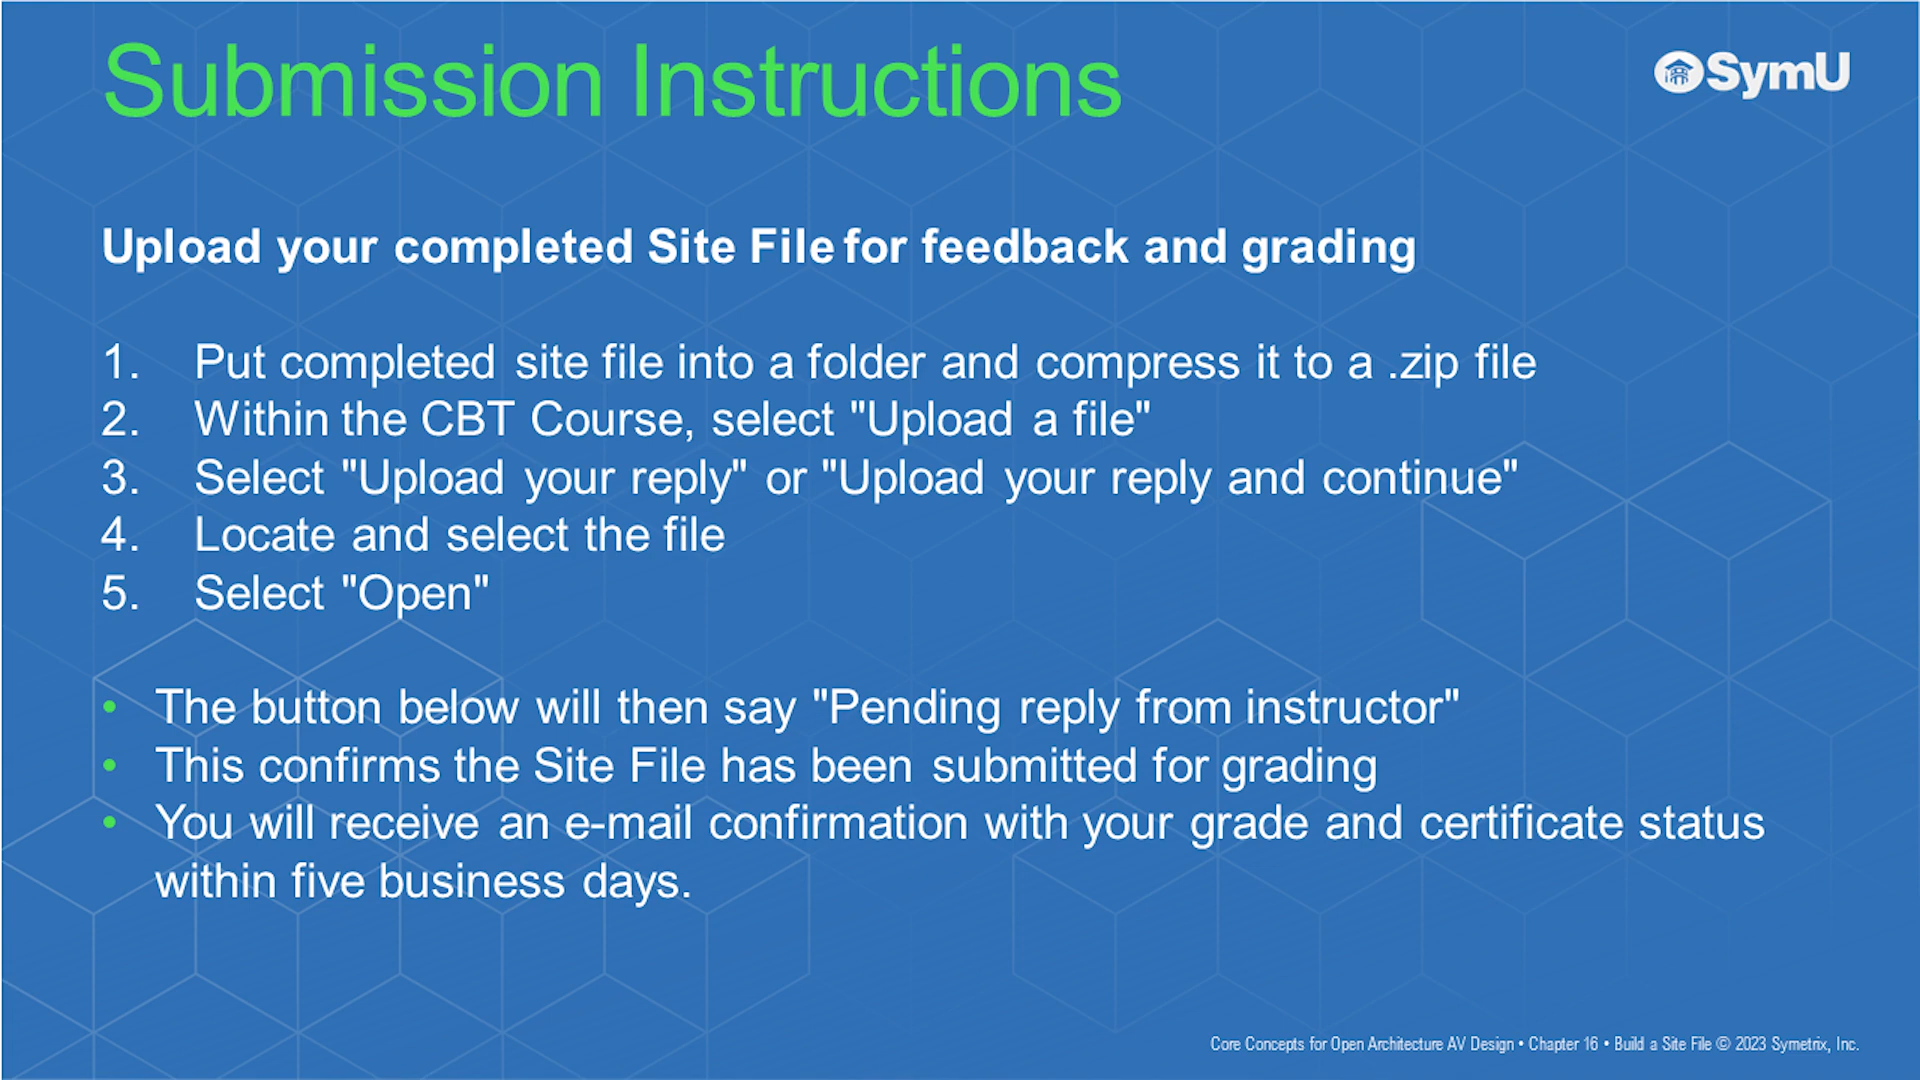 Submission Instructions
SymU
Upload your completed Site File for feedback and grading
1. Put completed site file into a folder and compress it to a .zip file
2. Within the CBT Course, select "Upload a file"
3. Select "Upload your reply" or "Upload your reply and continue"
4. Locate and select the file
5. Select "Open"
• The button below will then say "Pending reply from instructor"
• This confirms the Site File has been submitted for grading
• You will receive an e-mail confirmation with your grade and certificate status
within five business days.
Core Concepts for Open Architecture AV Design • Chapter 16 • Build a Site File © 2023 Symetrix, Inc.